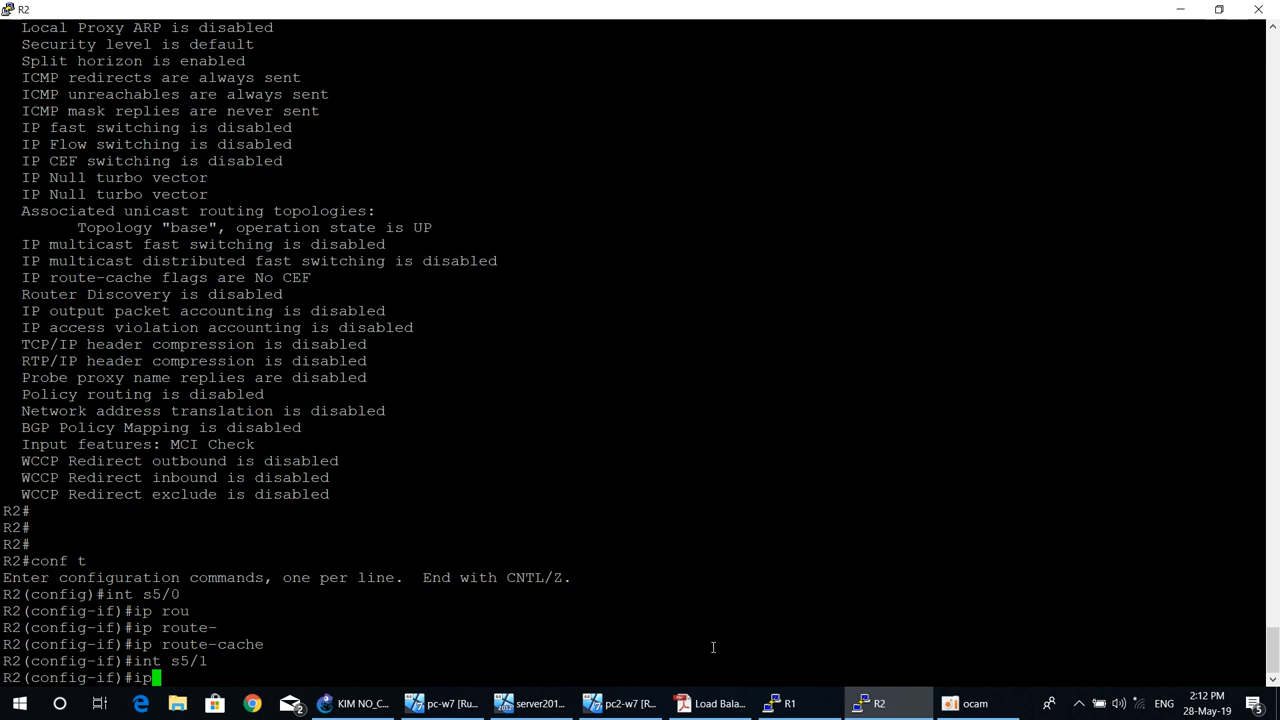 R2
Local Proxy ARP is disabled
Security level is default
Split horizon is enabled
ICMP redirects are always sent
ICMP unreachables are always sent
ICMP mask replies are never sent
IP fast switching is disabled
IP Flow switching is disabled
IP CEF switching is disabled
IP Null turbo vector
IP Null turbo vector
Associated unicast routing topologies:
Topology "base", operation state is UP
IP multicast fast switching is disabled
IP multicast distributed fast switching is disabled
IP route-cache flags are No CEF
Router Discovery is disabled
IP output packet accounting is disabled
IP access violation accounting is disabled
TCP/IP header compression is disabled
RTP/IP header compression is disabled
Probe proxy name replies are disabled
Policy routing is disabled
Network address translation is disabled
BGP Policy Mapping is disabled
Input features: MCI Check
WCCP Redirect outbound is disabled
WCCP Redirect inbound is disabled
WCCP Redirect exclude is disabled
R2#
R2#
R2#
R2#conf t
Enter configuration commands, one per line.  End with CNTL/Z.
R2(config)#int s5/0
R2(config-if)#ip rou
R2(config-if)#ip route-
R2(config-if)#ip route-cache
R2(config-if)#int s5/1
R2(config-if)#ip
2 KIM NO_C... pc-w7 [Ru... server201... pc2-w7 [R... Load Bala... R1 R2 ocam ENG 2:12 PM
28-May-19 5